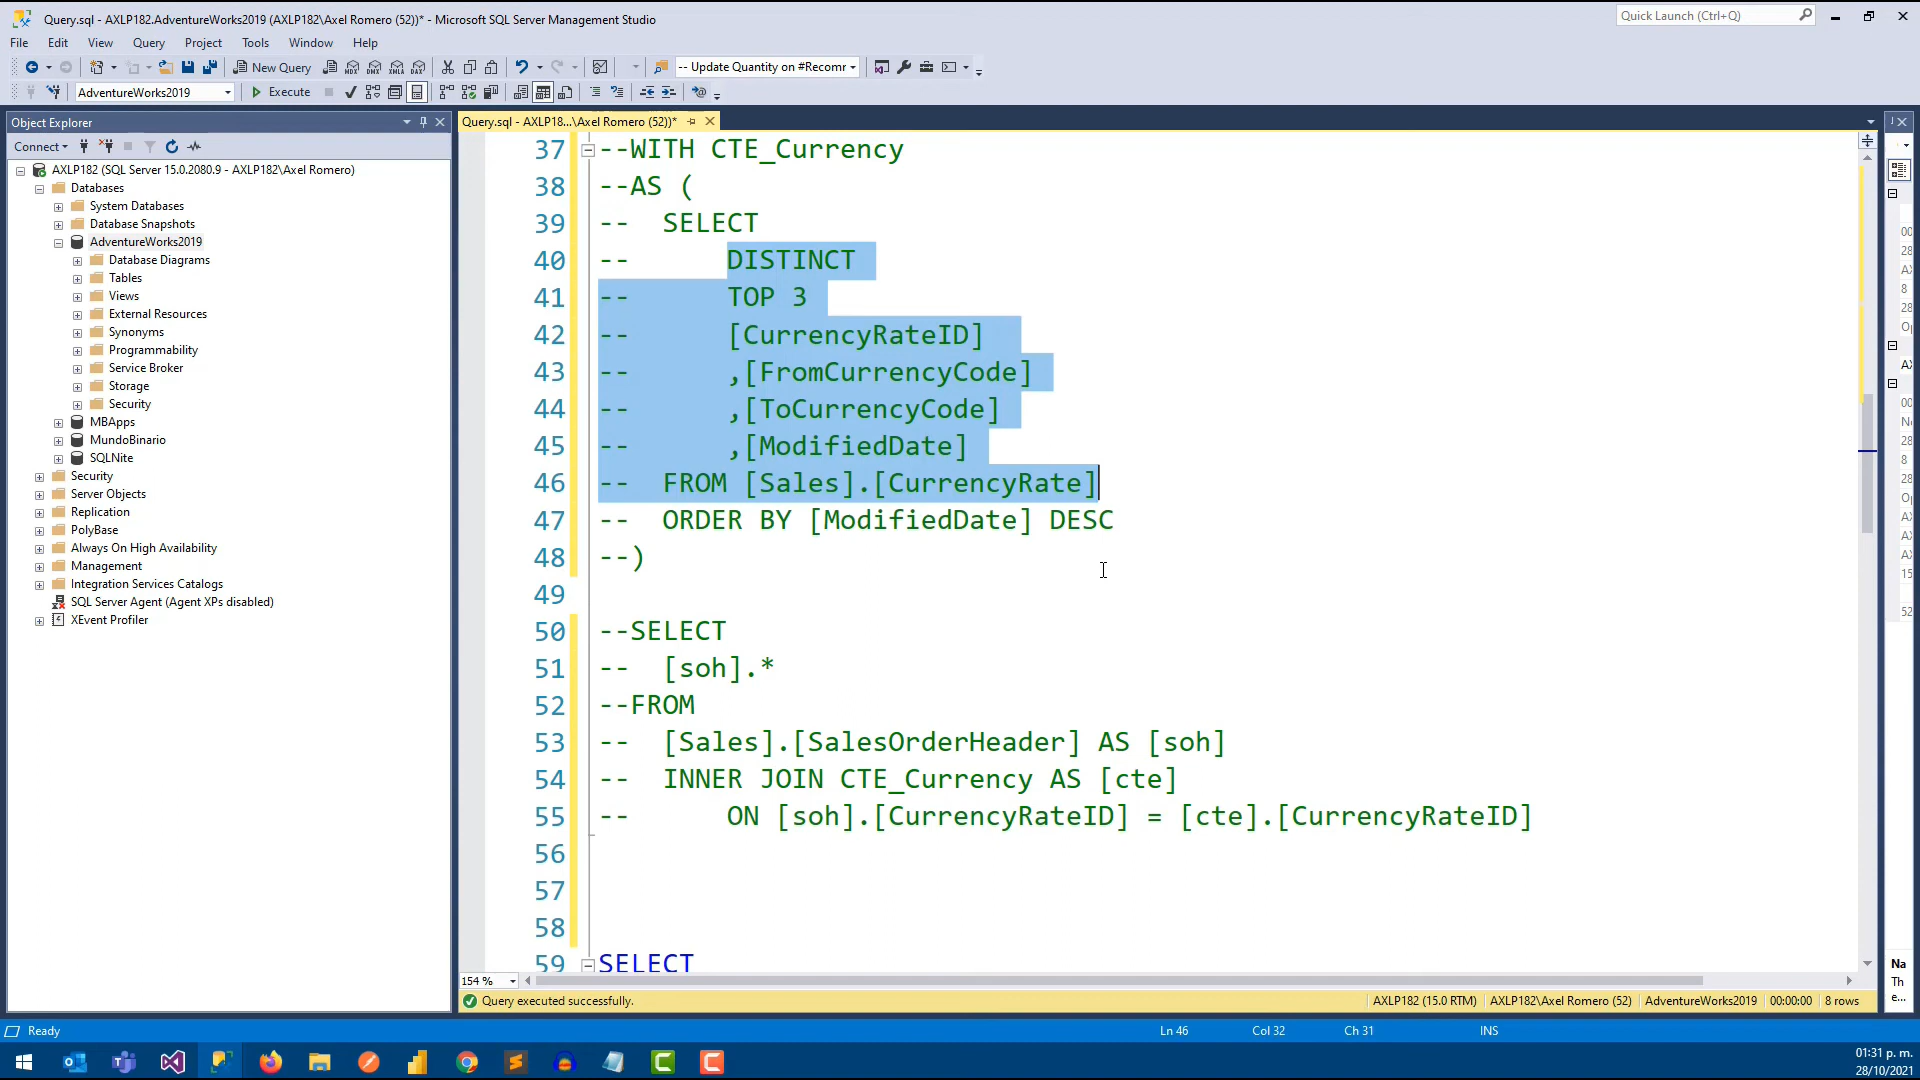 Query.sql - AXLP182.AdventureWorks2019 (AXLP182\Axel Romero (52))* - Microsoft SQL Server Management Studio
Quick Launch (Ctrl+Q)
File Edit View Query Project Tools Window Help
New Query
-- Update Quantity on #Recomr
AdventureWorks2019
Execute
Object Explorer
Query.sql - AXLP18...\Axel Romero (52))*
Connect
AXLP182 (SQL Server 15.0.2080.9 - AXLP182\Axel Romero)
Databases
System Databases
Database Snapshots
AdventureWorks2019
Database Diagrams
Tables
Views
External Resources
Synonyms
Programmability
Service Broker
Storage
Security
MBApps
MundoBinario
SQLNite
Security
Server Objects
Replication
PolyBase
Always On High Availability
Management
Integration Services Catalogs
SQL Server Agent (Agent XPs disabled)
XEvent Profiler
37 --WITH CTE_Currency
38 --AS (
39 -- SELECT
40 -- DISTINCT
41 -- TOP 3
42 -- [CurrencyRateID]
43 -- ,[FromCurrencyCode]
44 -- ,[ToCurrencyCode]
45 -- ,[ModifiedDate]
46 -- FROM [Sales].[CurrencyRate]
47 -- ORDER BY [ModifiedDate] DESC
48 --)
49
50 --SELECT
51 -- [soh].*
52 --FROM
53 -- [Sales].[SalesOrderHeader] AS [soh]
54 -- INNER JOIN CTE_Currency AS [cte]
55 -- ON [soh].[CurrencyRateID] = [cte].[CurrencyRateID]
56
57
58
59 SELECT
154 %
Query executed successfully.
AXLP182 (15.0 RTM) AXLP182\Axel Romero (52) AdventureWorks2019 00:00:00 8 rows
Na
Th
e...
Ready
Ln 46 Col 32 Ch 31 INS
01:31 p. m.
28/10/2021